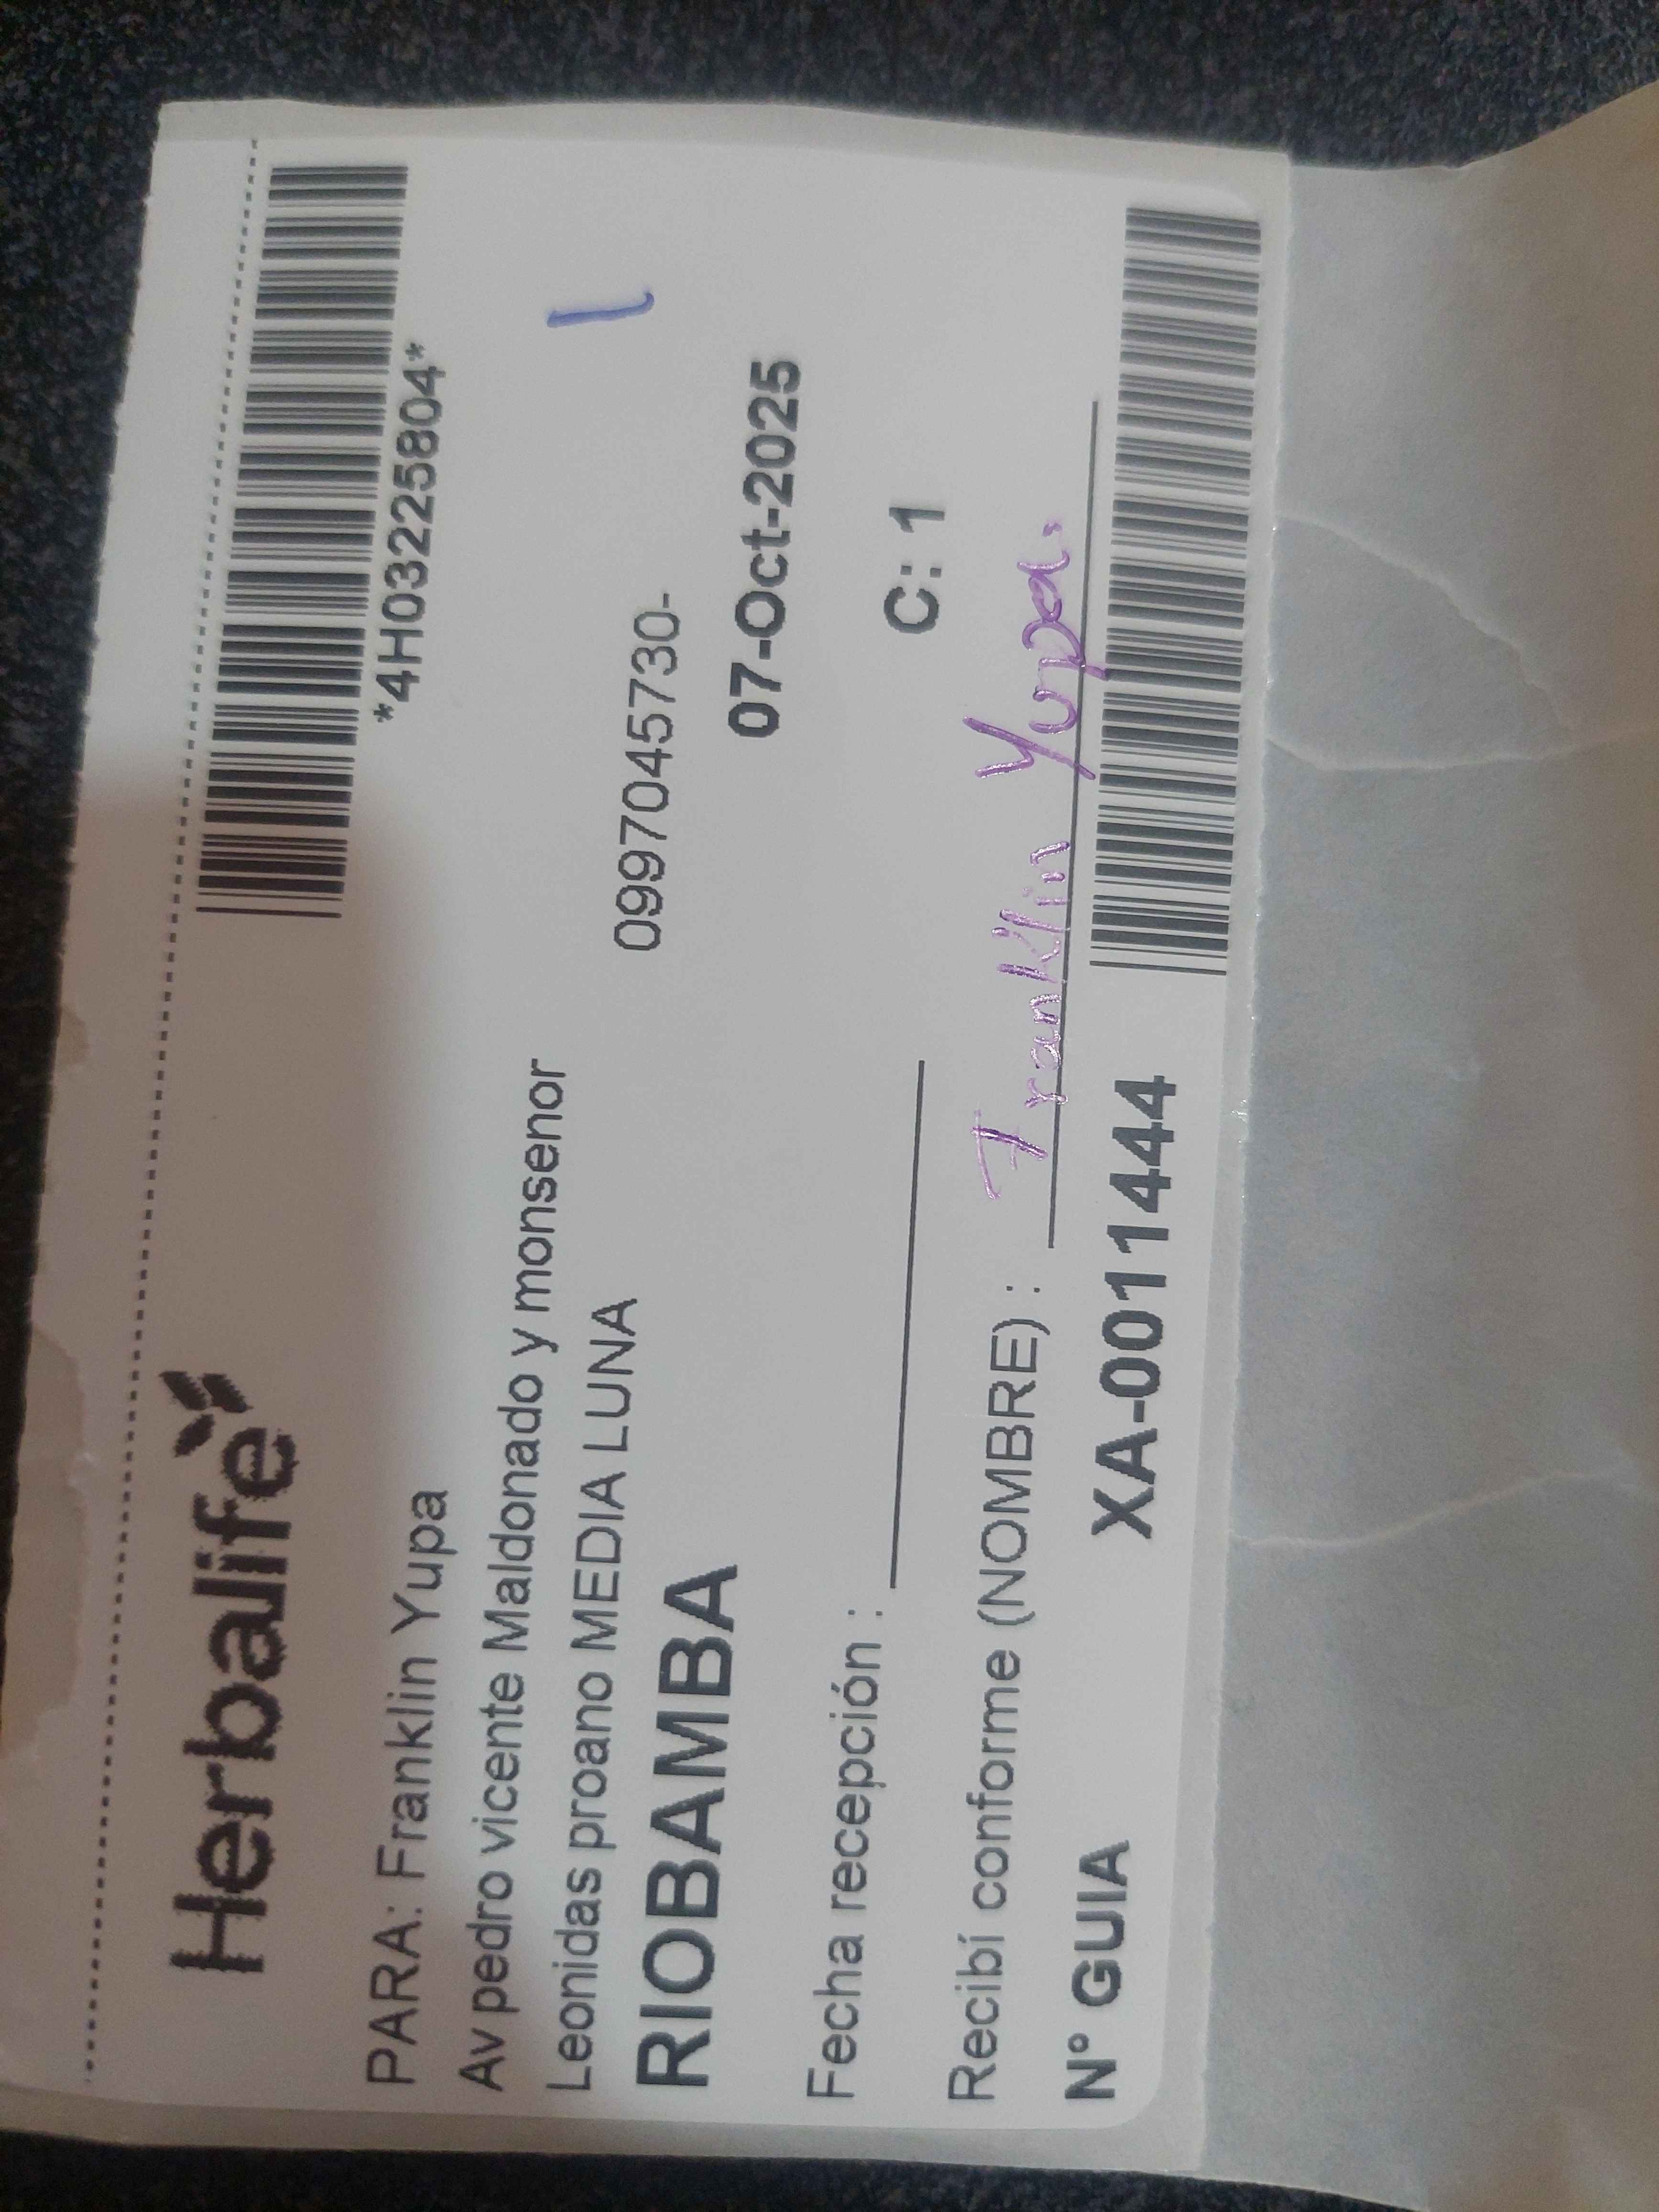 Herbalife
*4H03225804*
PARA: Franklin Yupa
Av pedro vicente Maldonado y monsenor
Leonidas proano MEDIA LUNA
0997045730-
RIOBAMBA
07-Oct-2025
Fecha recepción :
C: 1
Recibí conforme (NOMBRE) : Franklin Yupa.
N° GUIA XA-0011444